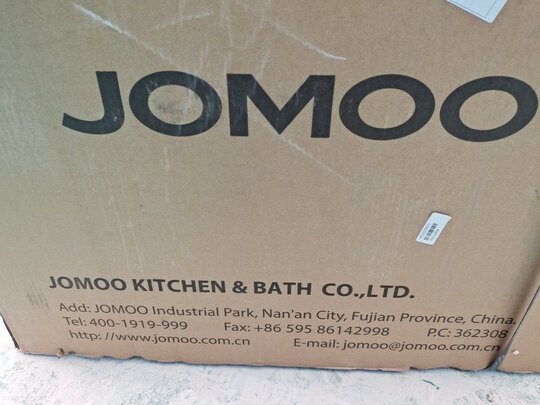 JOMOO
JOMOO KITCHEN & BATH CO.,LTD.
Add: JOMOO Industrial Park, Nan'an City, Fujian Province, China.
Tel: 400-1919-999 Fax: +86 595 86142998 P.C: 362308
http: //www.jomoo.com.cn E-mail: jomoo@jomoo.com.cn